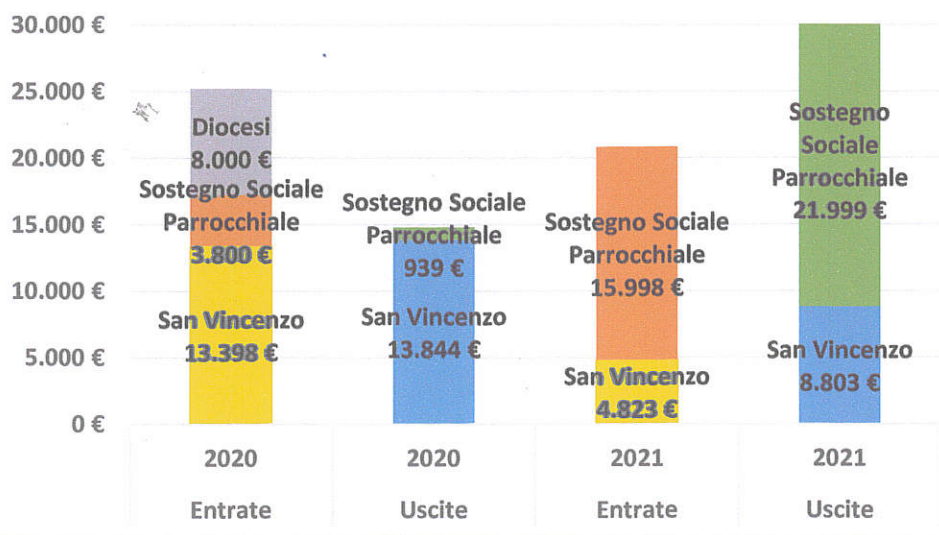 30.000 €
25.000 €
20.000 €
15.000 €
10.000 €
5.000 €
0 €
Diocesi
8.000 €
Sostegno Sociale
Parrocchiale
3.800 €
San Vincenzo
13.398 €
Sostegno Sociale
Parrocchiale
939 €
San Vincenzo
13.844 €
Sostegno Sociale
Parrocchiale
15.998 €
San Vincenzo
4.823 €
Sostegno
Sociale
Parrocchiale
21.999 €
San Vincenzo
8.803 €
2020 2020 2021 2021
Entrate Uscite Entrate Uscite